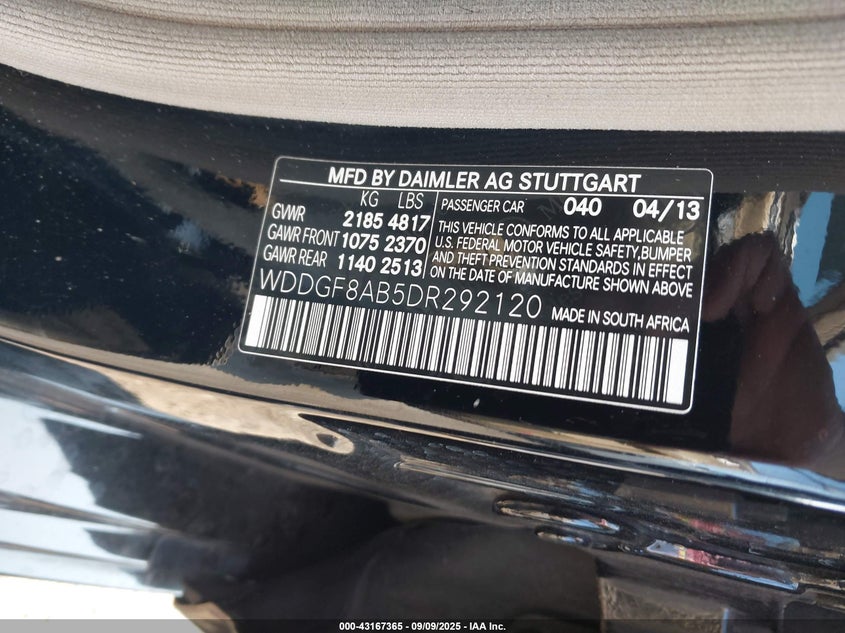 MFD BY DAIMLER AG STUTTGART
KG LBS
GVWR 2185 4817
GAWR FRONT 1075 2370
GAWR REAR 1140 2513
PASSENGER CAR 040 04/13
THIS VEHICLE CONFORMS TO ALL APPLICABLE
U.S. FEDERAL MOTOR VEHICLE SAFETY,BUMPER
AND THEFT PREVENTION STANDARDS IN EFFECT
ON THE DATE OF MANUFACTURE SHOWN ABOVE
WDDGF8AB5DR292120
MADE IN SOUTH AFRICA
000-43167365 - 09/09/2025 - IAA Inc.